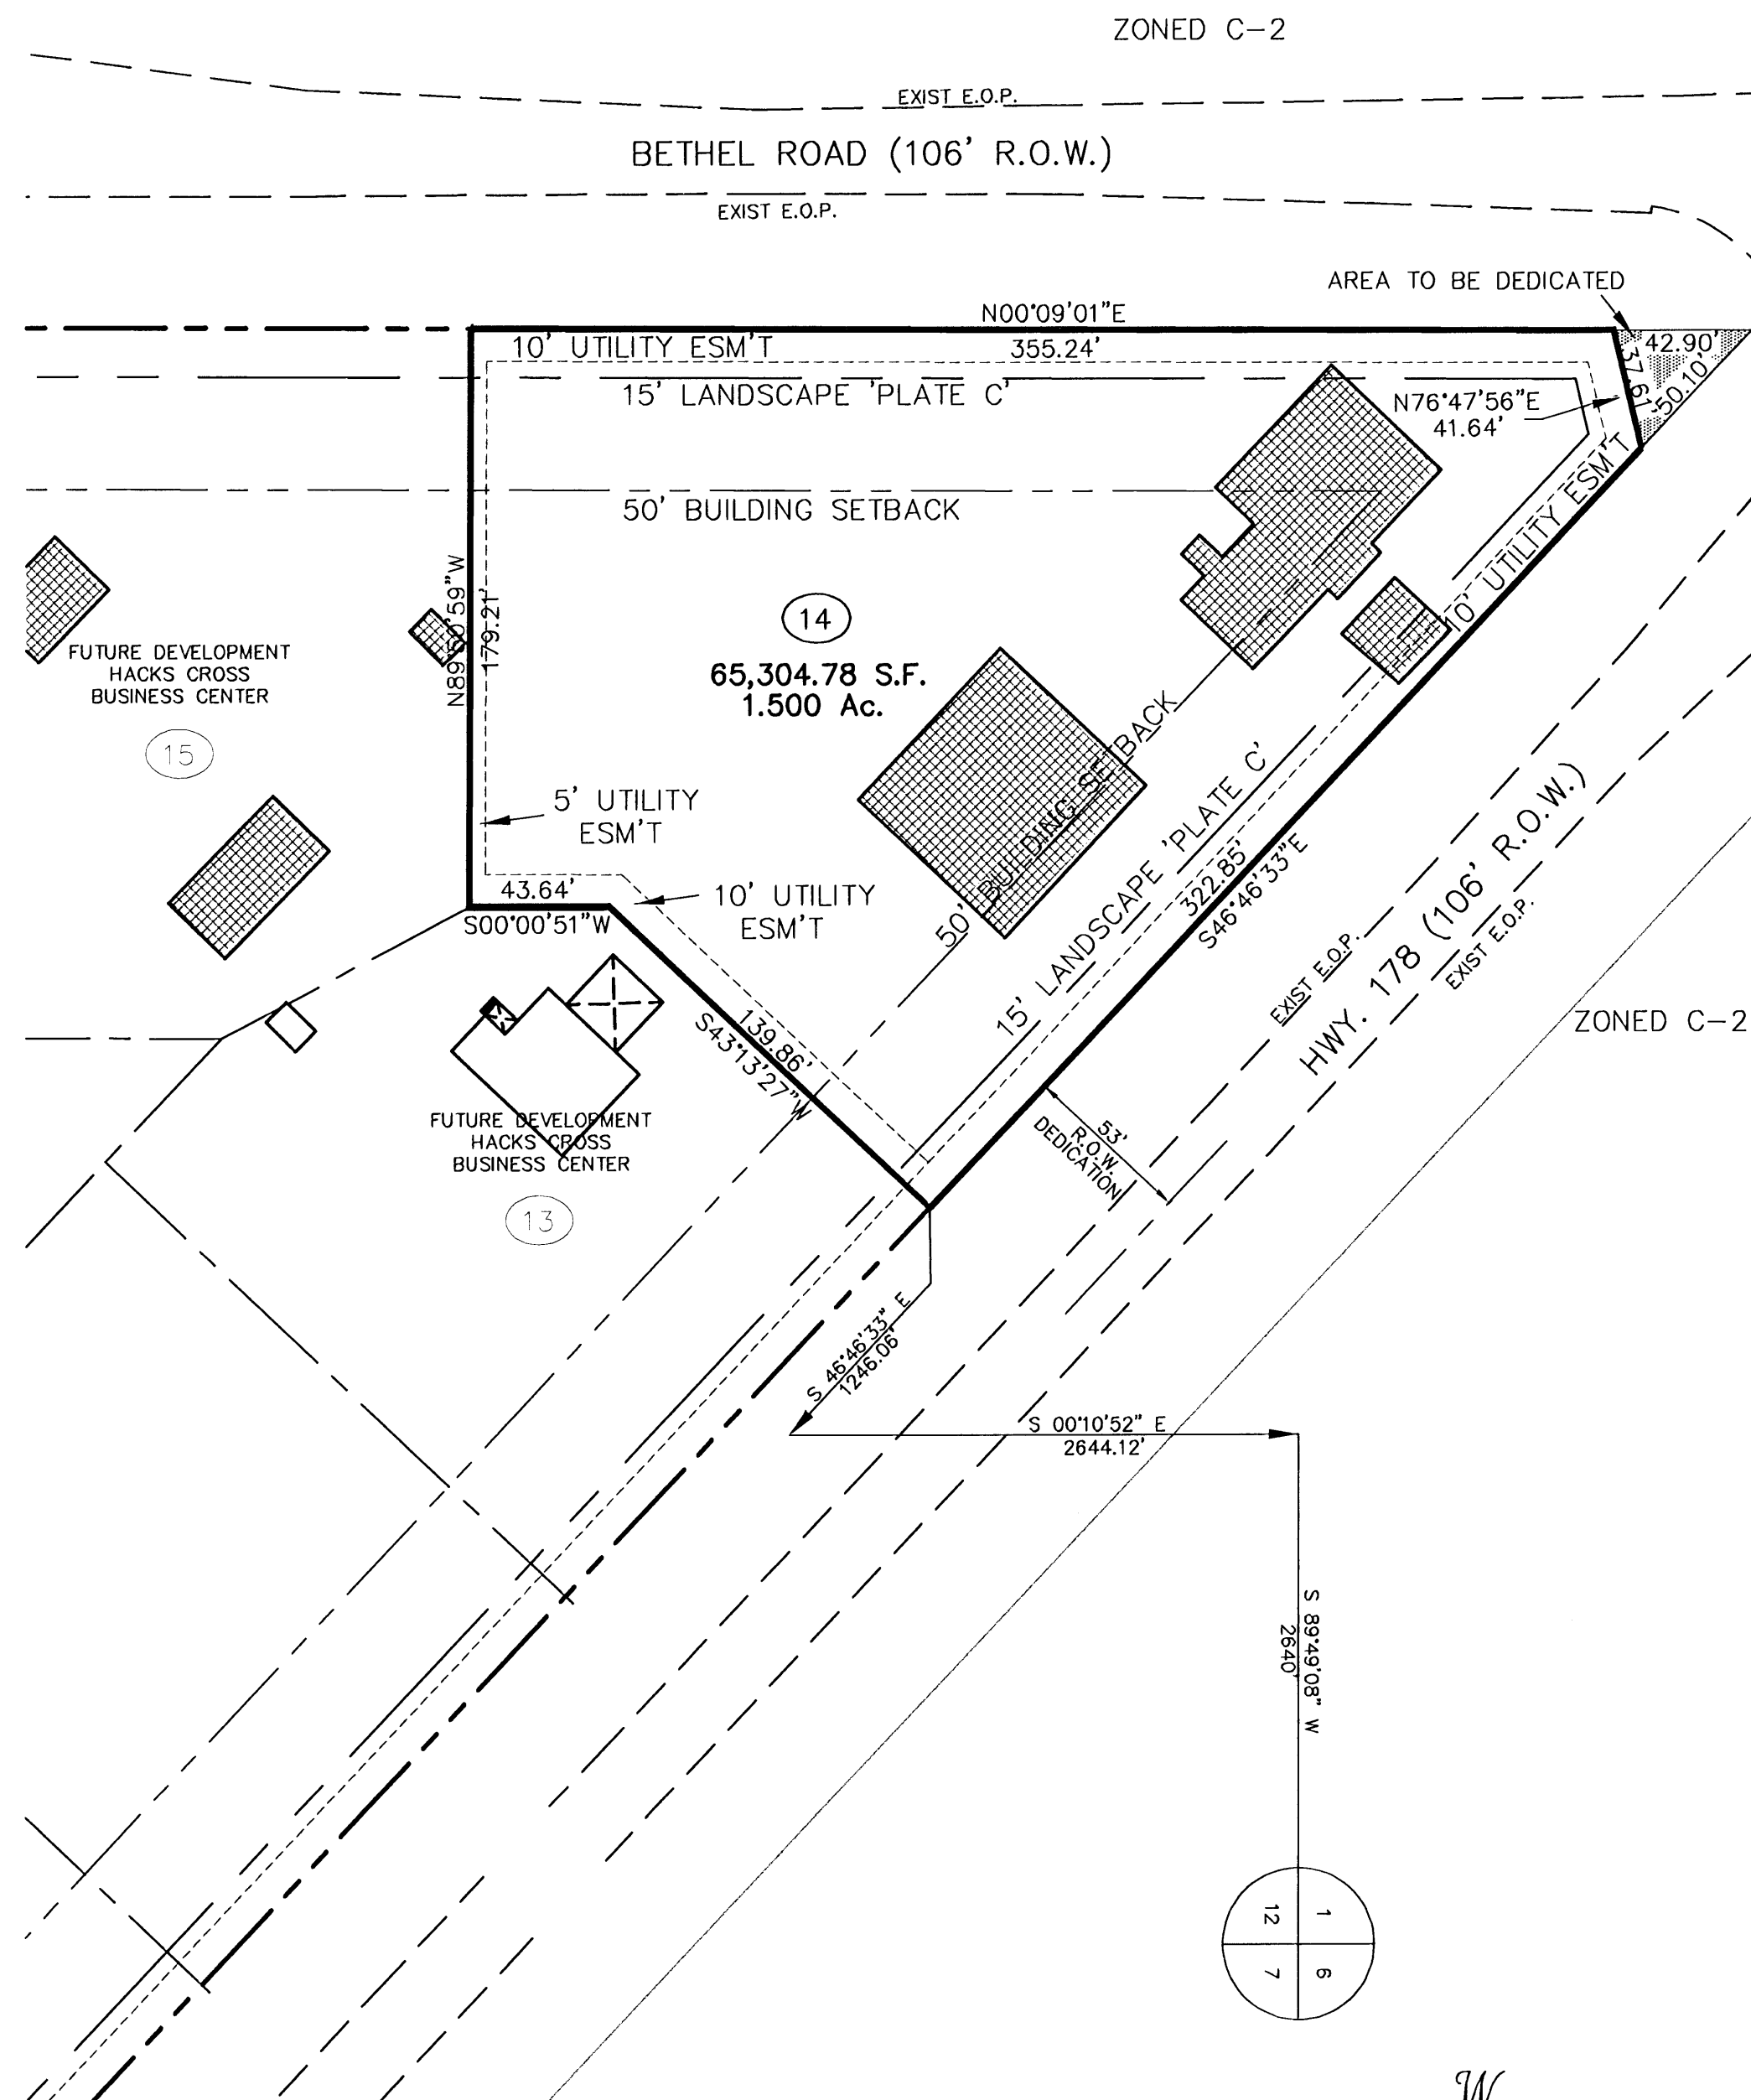 ZONED C-2
EXIST E.O.P.
BETHEL ROAD (106' R.O.W.)
EXIST E.O.P.
AREA TO BE DEDICATED
N00°09'01"E
355.24'
10' UTILITY ESM'T
15' LANDSCAPE 'PLATE C'
42.90'
37.61'
50.10'
N76°47'56"E
41.64'
10' UTILITY ESM'T
50' BUILDING SETBACK
N89°50'59"W
179.21'
14
65,304.78 S.F.
1.500 Ac.
FUTURE DEVELOPMENT
HACKS CROSS
BUSINESS CENTER
15
50' BUILDING SETBACK
15' LANDSCAPE 'PLATE C'
322.85'
S46°46'33"E
5' UTILITY
ESM'T
43.64'
S00°00'51"W
10' UTILITY
ESM'T
139.86'
S43°13'27"W
EXIST E.O.P.
HWY. 178 (106' R.O.W.)
EXIST E.O.P.
ZONED C-2
53'
R.O.W.
DEDICATION
FUTURE DEVELOPMENT
HACKS CROSS
BUSINESS CENTER
13
S 46°46'33" E
1246.06'
S 00°10'52" E
2644.12'
S 89°49'08" W
2640'
12
1
7
6
W